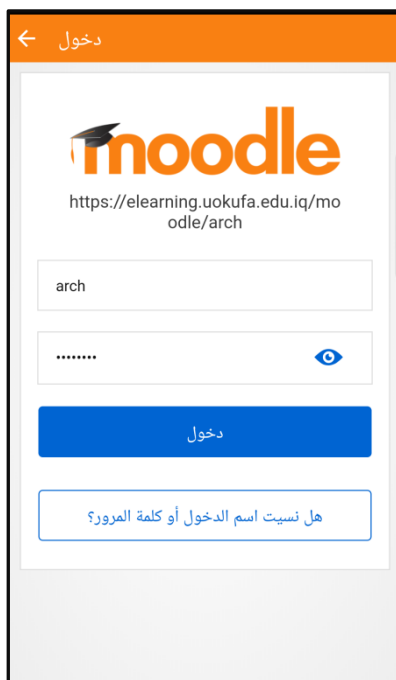 دخول
moodle
https://elearning.uokufa.edu.iq/mo
odle/arch
arch
••••••••
دخول
هل نسيت اسم الدخول أو كلمة المرور؟